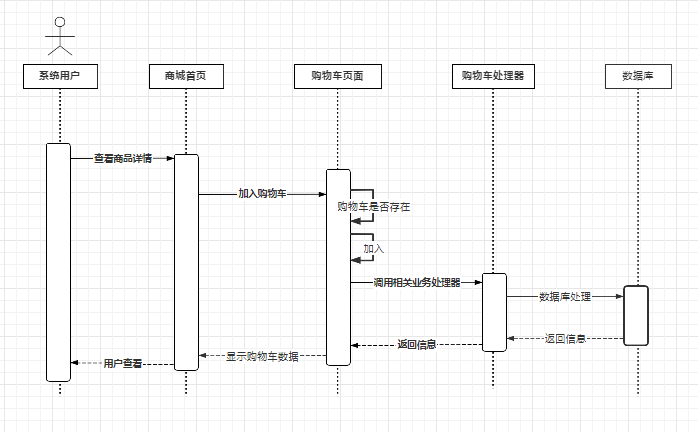 系统用户
商城首页
购物车页面
购物车处理器
数据库
查看商品详情
加入购物车
购物车是否存在
加入
调用相关业务处理器
数据库处理
返回信息
返回信息
显示购物车数据
用户查看